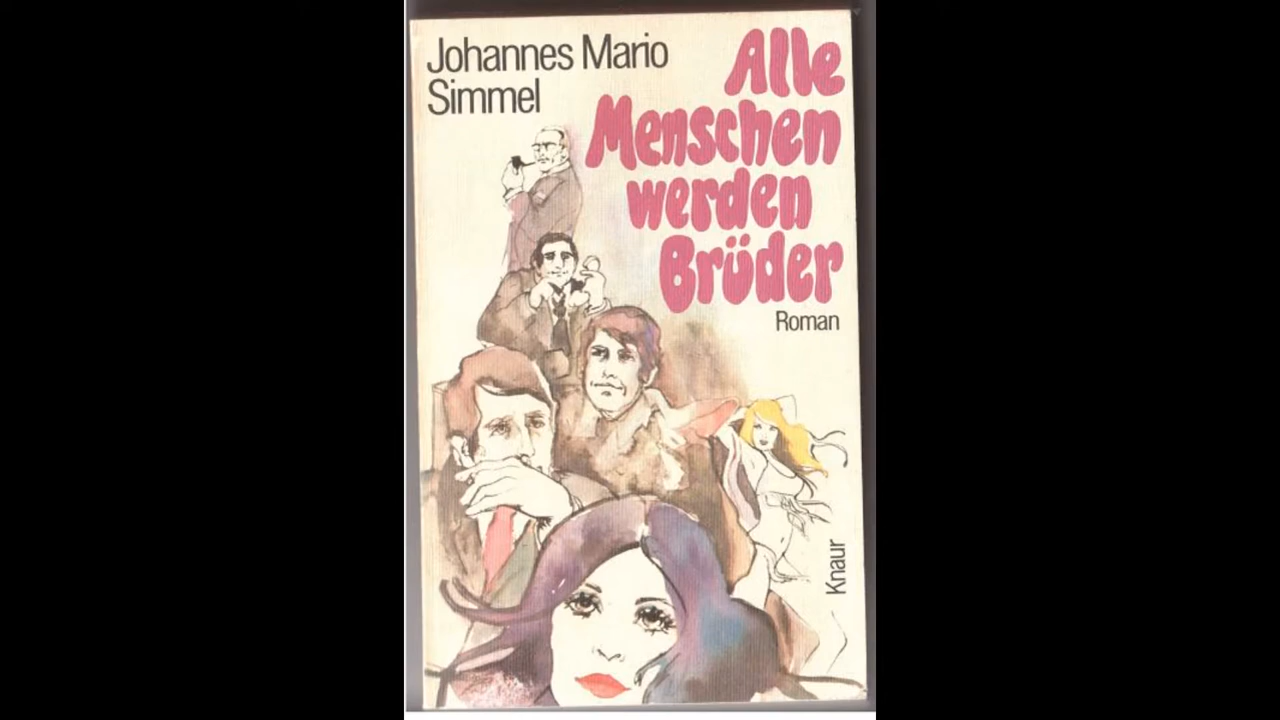 Johannes Mario
Simmel
Alle
Menschen
werden
Brüder
Roman
Knaur